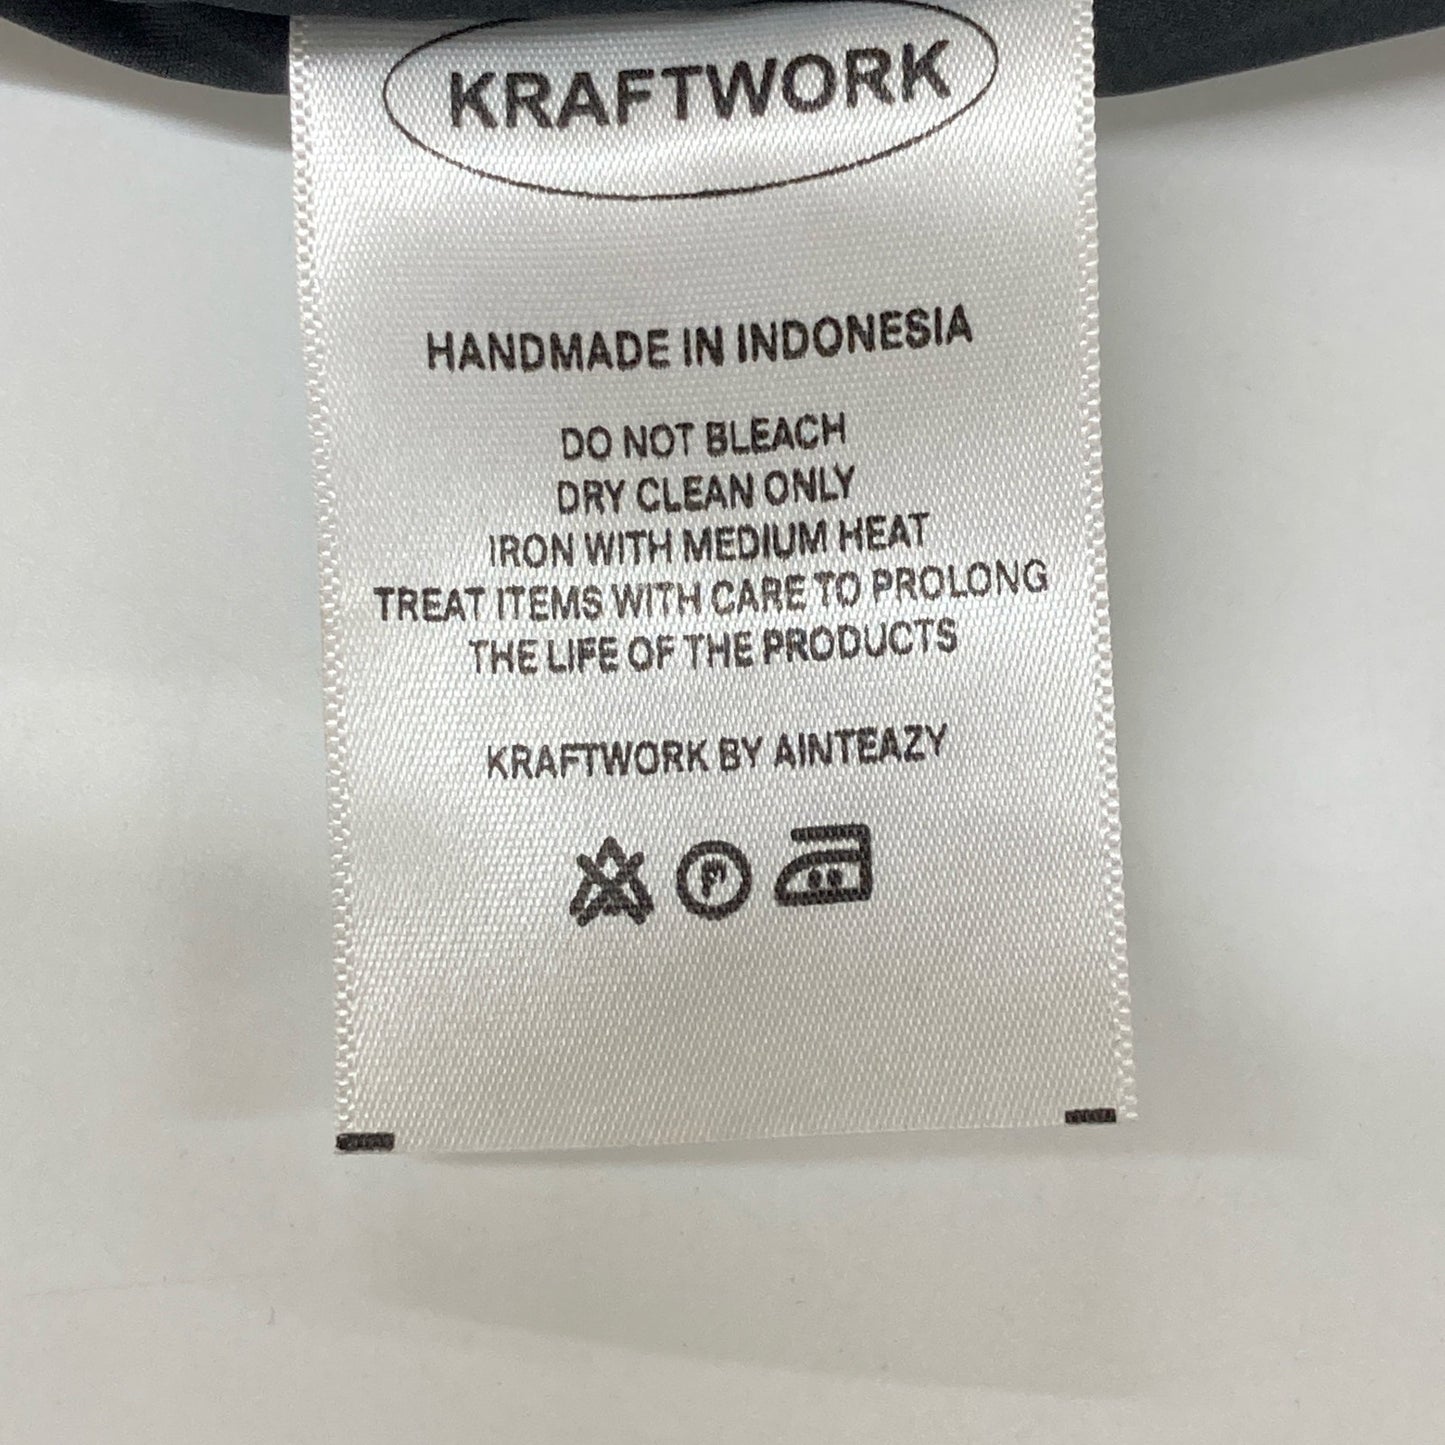 KRAFTWORK
HANDMADE IN INDONESIA
DO NOT BLEACH
DRY CLEAN ONLY
IRON WITH MEDIUM HEAT
TREAT ITEMS WITH CARE TO PROLONG
THE LIFE OF THE PRODUCTS
KRAFTWORK BY AINTEAZY
F